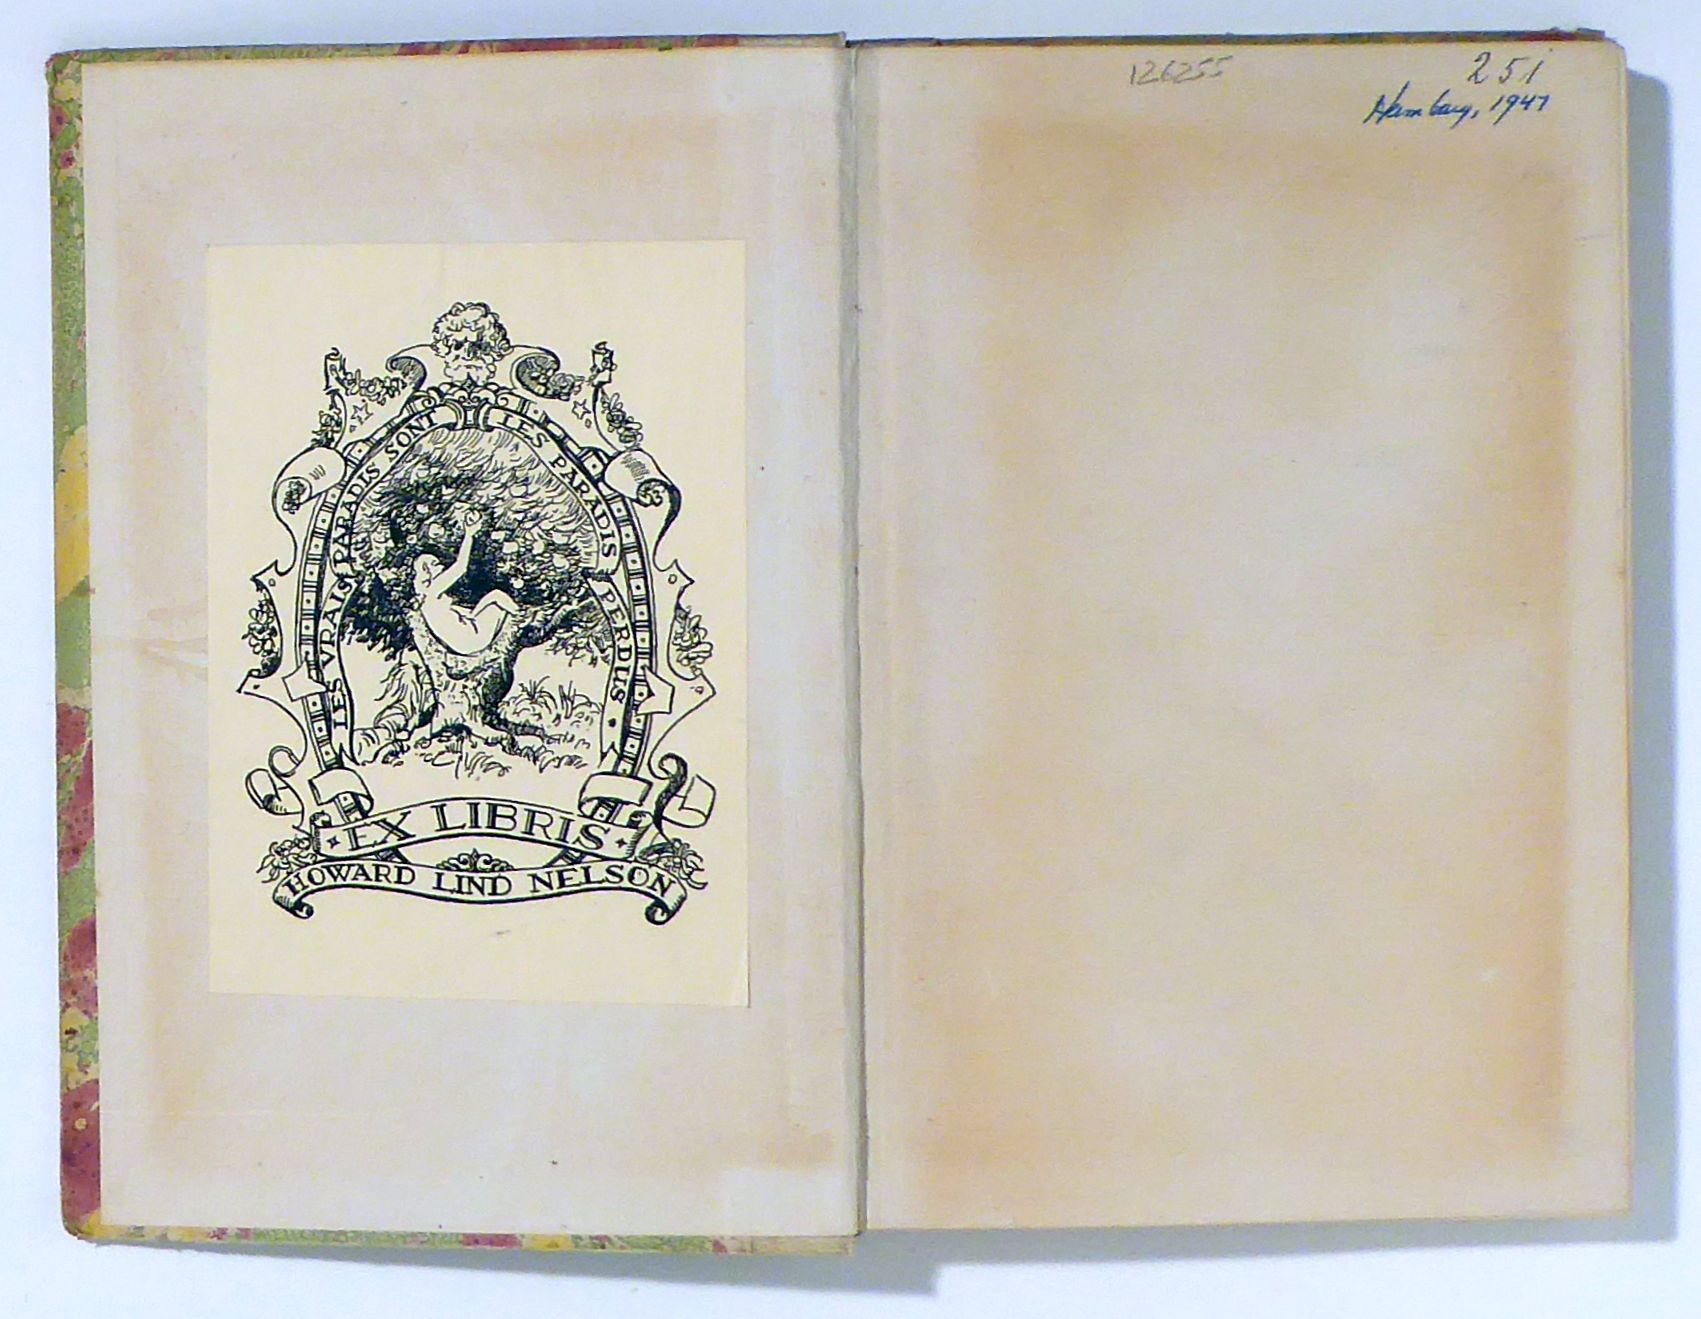 LES VRAIS PARADIS SONT LES PARADIS PERDUS
EX LIBRIS
HOWARD LIND NELSON
126255
251
Hamburg, 1947